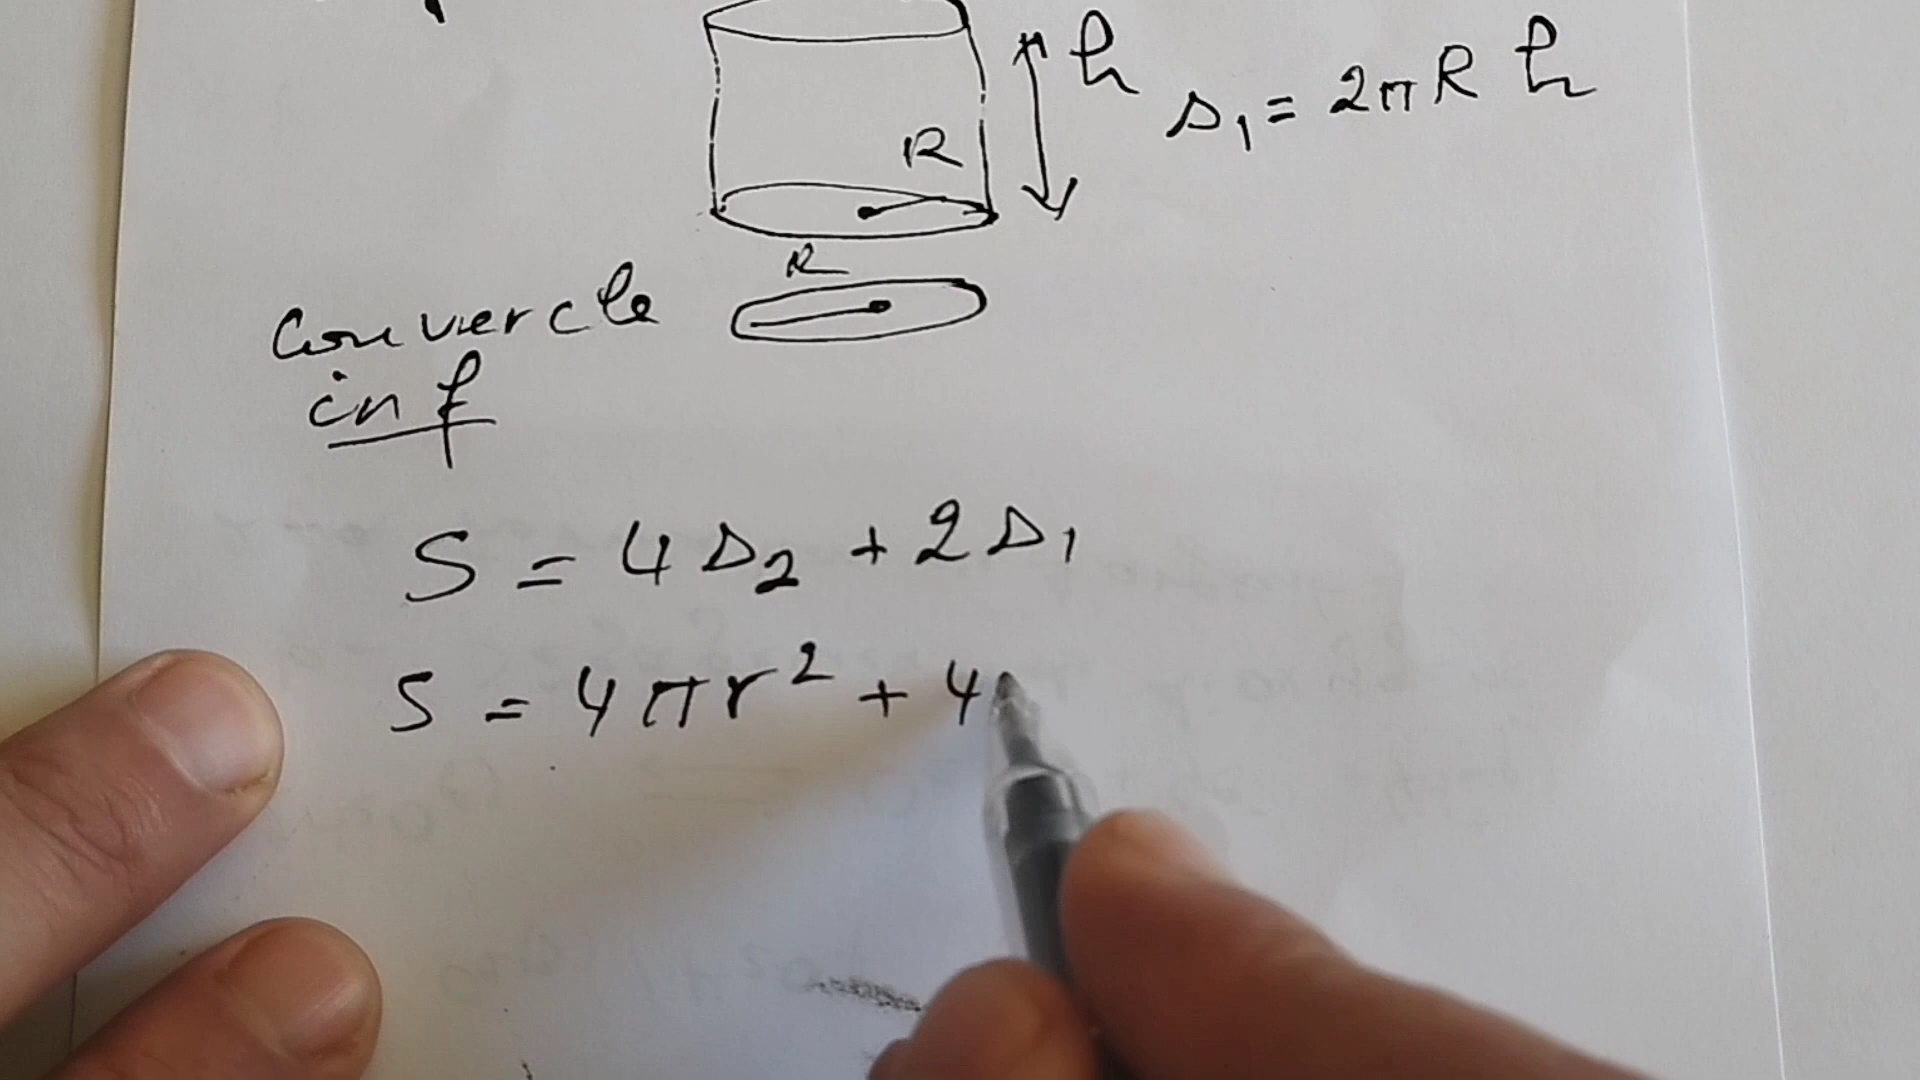 h
s₁ = 2πR h
R
R
Couvercle
inf
S = 4 s₂ + 2 s₁
S = 4πr² + 4